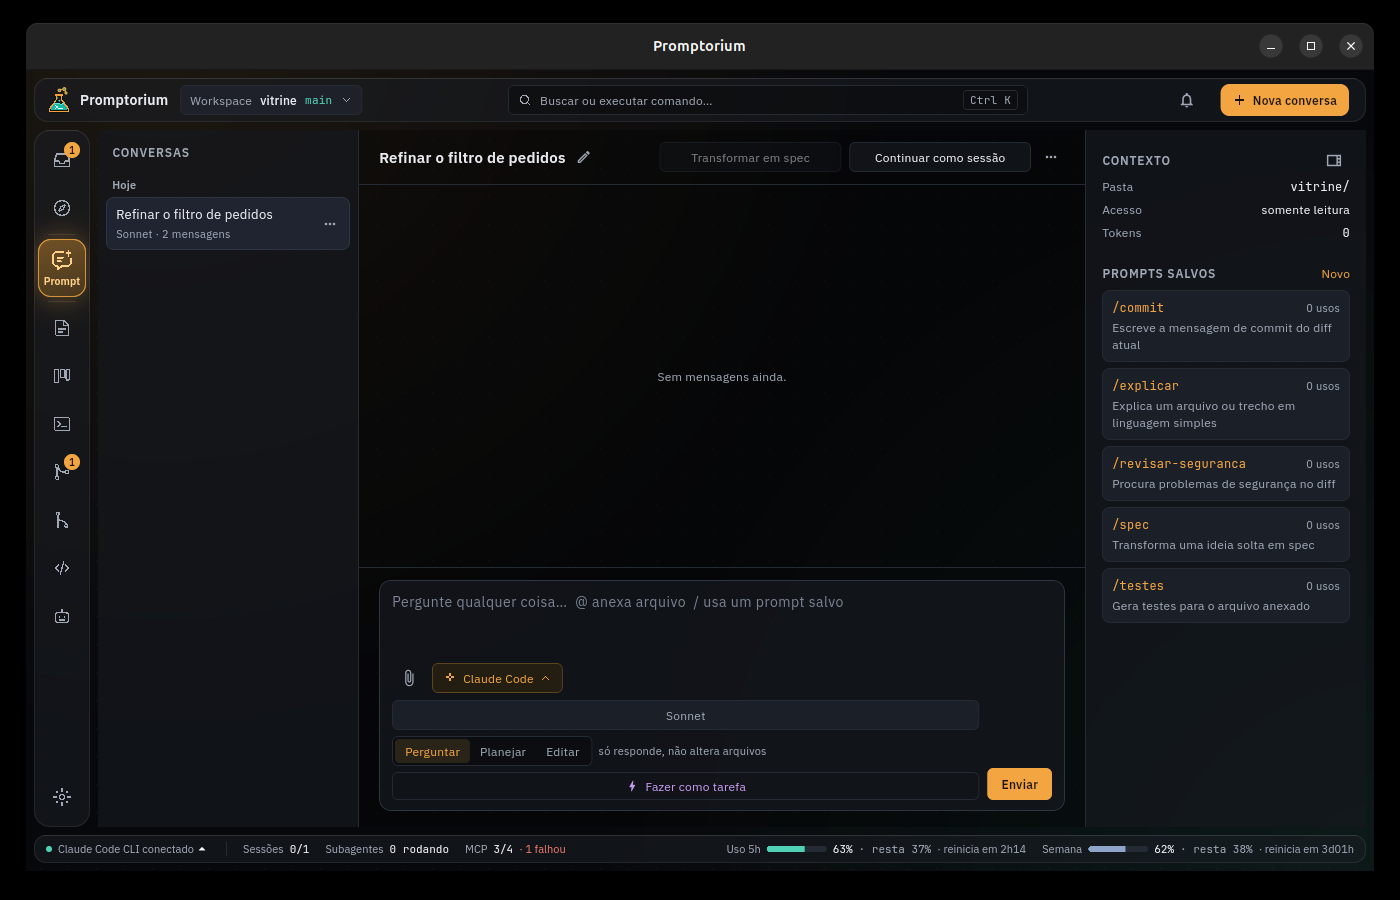 Promptorium
Promptorium
Workspace vitrine main
Buscar ou executar comando...
Ctrl K
Nova conversa
1
Prompt
1
CONVERSAS
Hoje
Refinar o filtro de pedidos
Sonnet · 2 mensagens
Refinar o filtro de pedidos
Transformar em spec
Continuar como sessão
Sem mensagens ainda.
Pergunte qualquer coisa... @ anexa arquivo / usa um prompt salvo
Claude Code
Sonnet
Perguntar Planejar Editar só responde, não altera arquivos
Fazer como tarefa
Enviar
CONTEXTO
Pasta vitrine/
Acesso somente leitura
Tokens 0
PROMPTS SALVOS Novo
/commit 0 usos
Escreve a mensagem de commit do diff
atual
/explicar 0 usos
Explica um arquivo ou trecho em
linguagem simples
/revisar-seguranca 0 usos
Procura problemas de segurança no diff
/spec 0 usos
Transforma uma ideia solta em spec
/testes 0 usos
Gera testes para o arquivo anexado
Claude Code CLI conectado Sessões 0/1 Subagentes 0 rodando MCP 3/4 · 1 falhou Uso 5h 63% · resta 37% · reinicia em 2h14 Semana 62% · resta 38% · reinicia em 3d01h